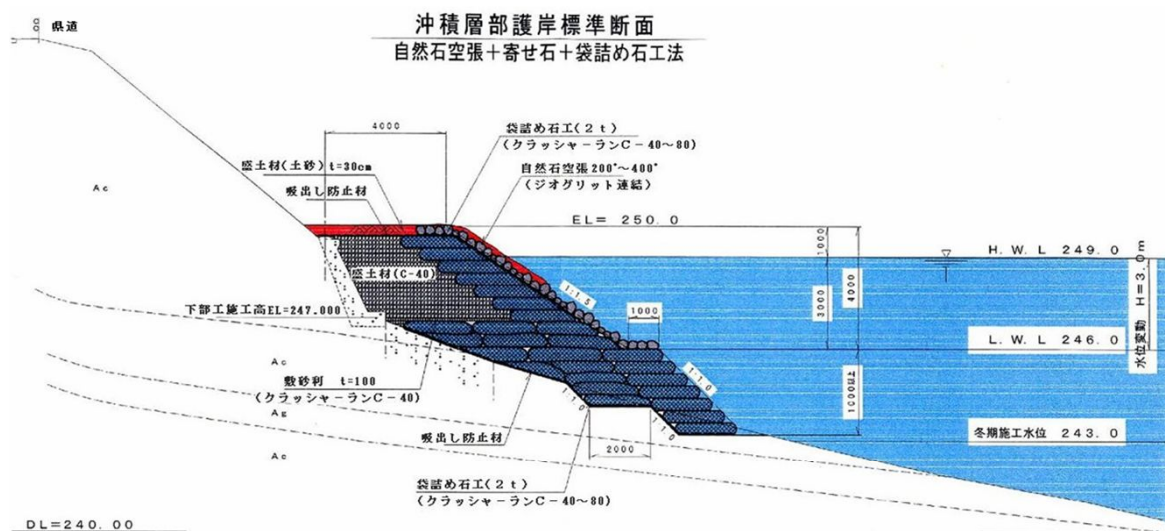 沖積層部護岸標準断面
自然石空張+寄せ石+袋詰め石工法
県道
4000
袋詰め石工(2t)
(クラッシャーランC-40~80)
盛土材(土砂)t=30cm
自然石空張200°~400°
(ジオグリット連結)
吸出し防止材
Ac
EL= 250.0
1000
H.W.L 249.0
盛土材(C-40)
1:1.5
3000
4000
水位変動 H=3.0m
1000
下部工施工高EL=247.000
L.W.L 246.0
Ac
敷砂利 t=100
(クラッシャーランC-40)
1:1.0
1:1.0
1000以上
Ag
吸出し防止材
1:1.0
冬期施工水位 243.0
Ac
2000
袋詰め石工(2t)
(クラッシャーランC-40~80)
DL=240.00